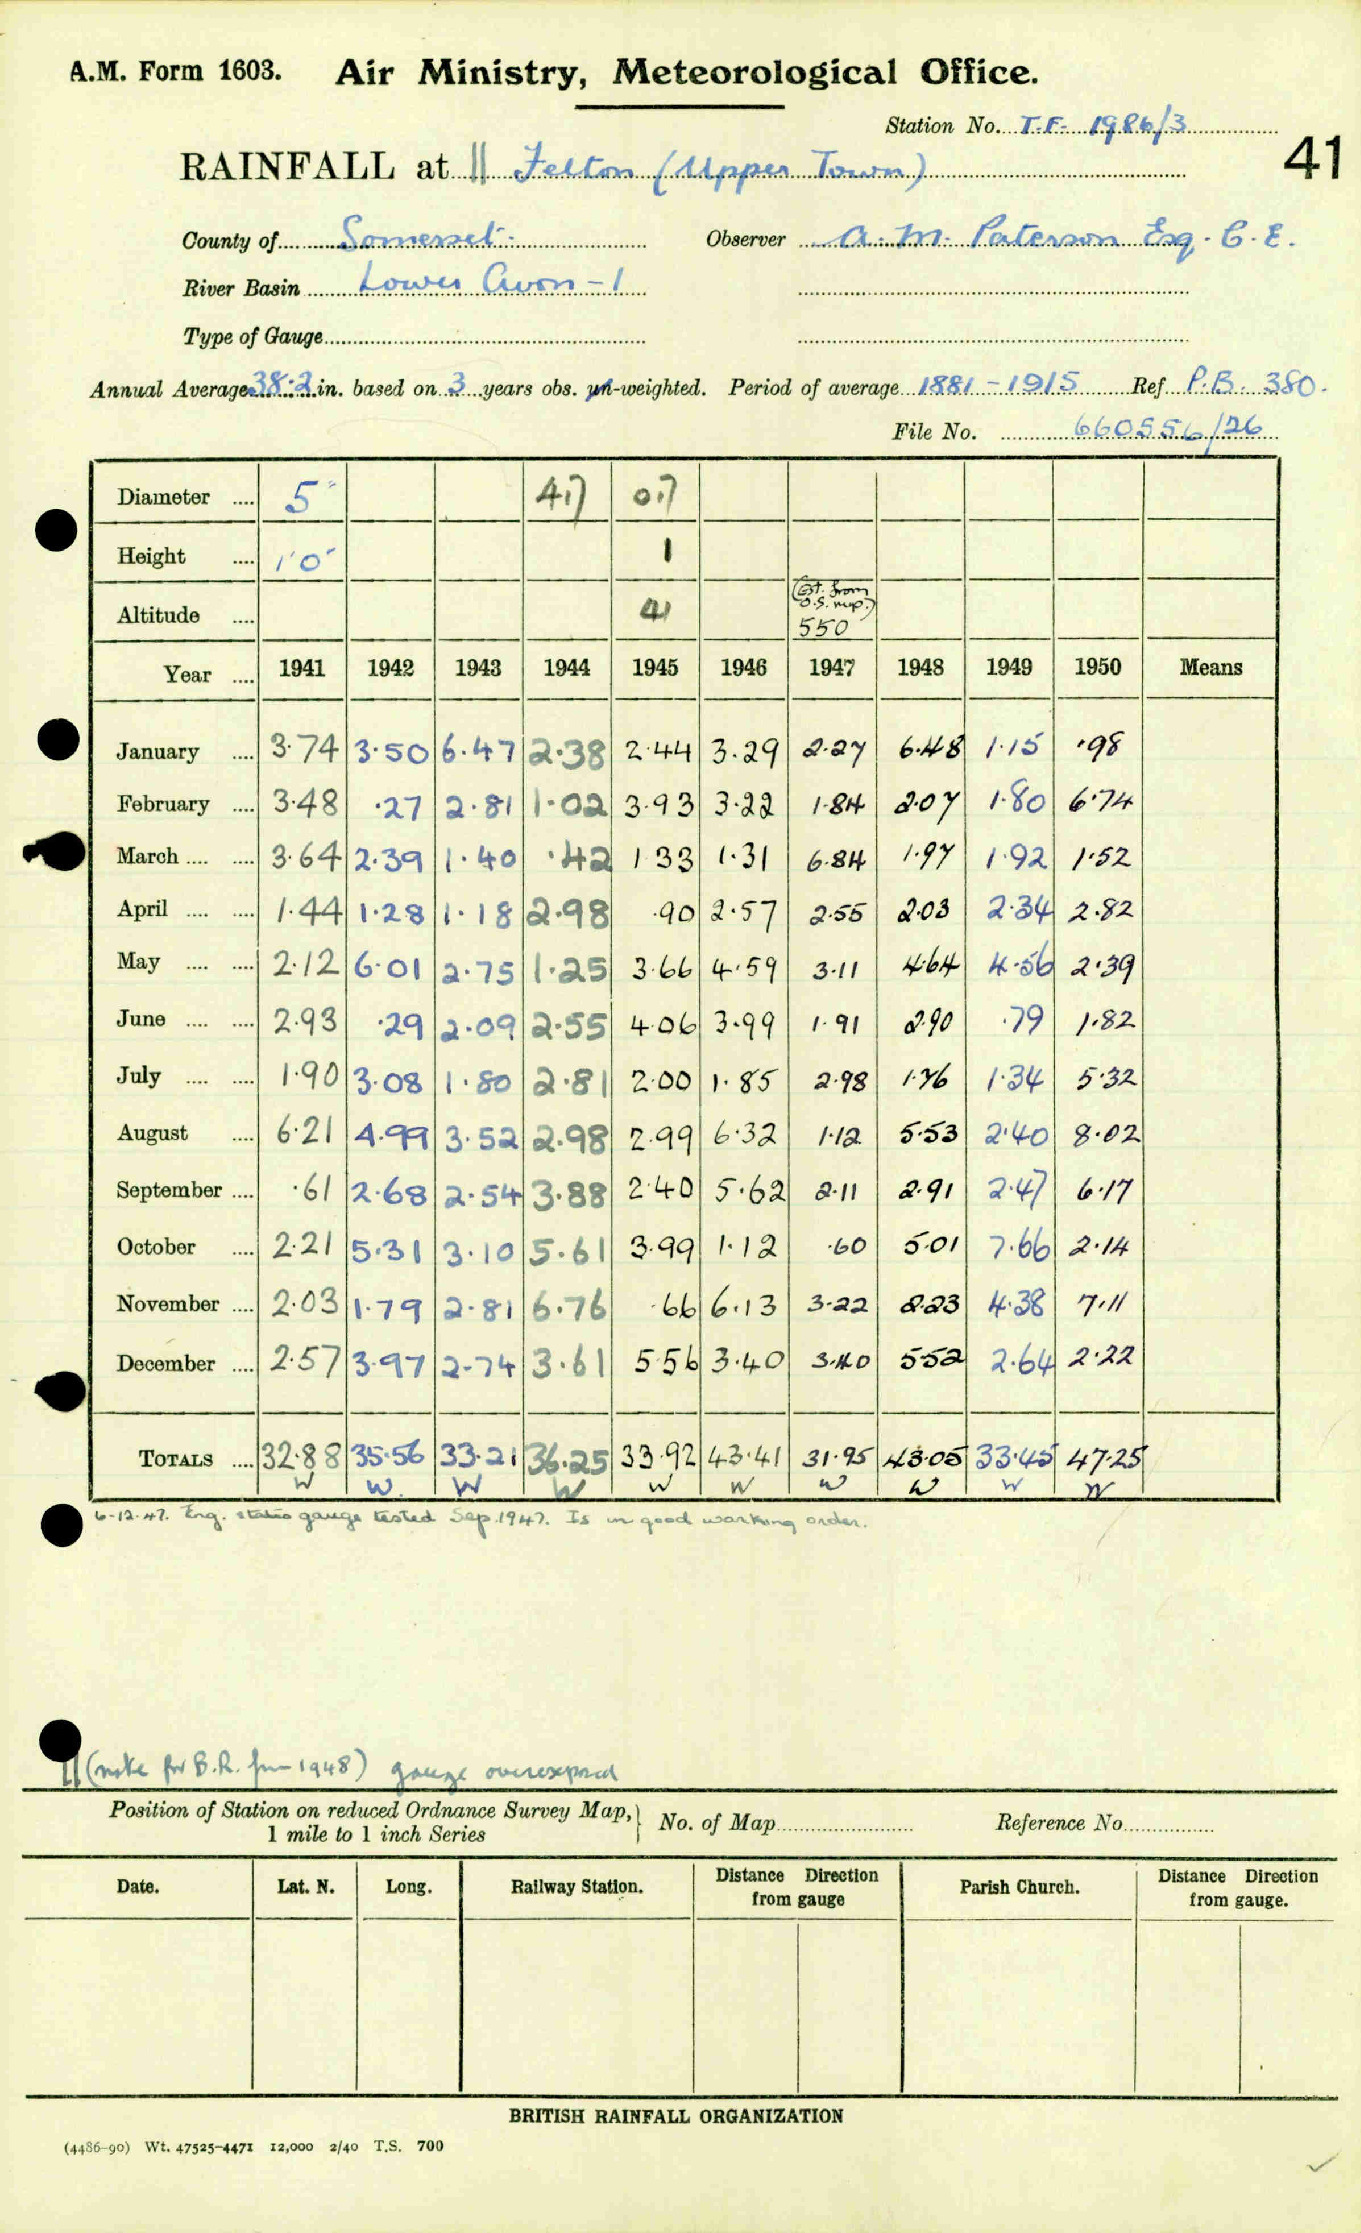 A.M. Form 1603. Air Ministry, Meteorological Office.
Station No. T.F. 1986/3
41
RAINFALL at || Felton (Upper Town)
County of Somerset. Observer A. M. Paterson Esq. C.E.
River Basin Lower Avon - 1
Type of Gauge
Annual Average 38.2 in. based on 3 years obs. un-weighted. Period of average 1881 - 1915 Ref. P.B. 380.
File No. 660556/26
Diameter .... 5" 4.7 0.7
Height .... 1'0" 1
Altitude .... 41 (Est. from O.S. map.) 550
Year .... 1941 1942 1943 1944 1945 1946 1947 1948 1949 1950 Means
January .... 3.74 3.50 6.47 2.38 2.44 3.29 2.27 6.48 1.15 .98
February .... 3.48 .27 2.81 1.02 3.93 3.22 1.84 2.07 1.80 6.74
March .... .... 3.64 2.39 1.40 .42 1.33 1.31 6.84 1.97 1.92 1.52
April .... .... 1.44 1.28 1.18 2.98 .90 2.57 2.55 2.03 2.34 2.82
May .... .... 2.12 6.01 2.75 1.25 3.66 4.59 3.11 4.64 4.56 2.39
June .... .... 2.93 .29 2.09 2.55 4.06 3.99 1.91 2.90 .79 1.82
July .... .... 1.90 3.08 1.80 2.81 2.00 1.85 2.98 1.76 1.34 5.32
August .... 6.21 4.99 3.52 2.98 2.99 6.32 1.12 5.53 2.40 8.02
September .... .61 2.68 2.54 3.88 2.40 5.62 2.11 2.91 2.47 6.17
October .... 2.21 5.31 3.10 5.61 3.99 1.12 .60 5.01 7.66 2.14
November .... 2.03 1.79 2.81 6.76 .66 6.13 3.22 2.23 4.38 7.11
December .... 2.57 3.97 2.74 3.61 5.56 3.40 3.40 5.52 2.64 2.22
TOTALS .... 32.88 35.56 33.21 36.25 33.92 43.41 31.95 43.05 33.45 47.25
W W W W W W W W W W
6-12-47. Eng. states gauge tested Sep. 1947. Is in good working order.
|| (note for B.R. from 1948) gauge overexposed
Position of Station on reduced Ordnance Survey Map, } No. of Map Reference No.
1 mile to 1 inch Series
Date. Lat. N. Long. Railway Station. Distance Direction from gauge Parish Church. Distance Direction from gauge.
BRITISH RAINFALL ORGANIZATION
(4486-90) Wt. 47525-4471 12,000 2/40 T.S. 700